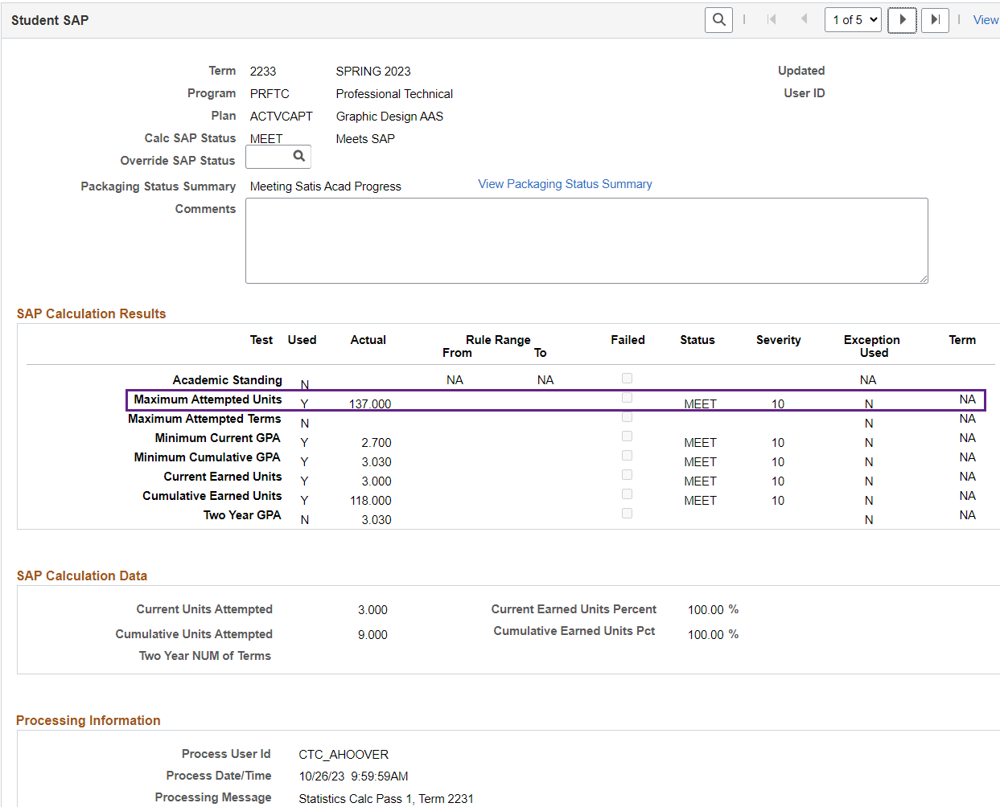 Student SAP
1 of 5
View
Term 2233 SPRING 2023 Updated
Program PRFTC Professional Technical User ID
Plan ACTVCAPT Graphic Design AAS
Calc SAP Status MEET Meets SAP
Override SAP Status
Packaging Status Summary Meeting Satis Acad Progress View Packaging Status Summary
Comments
SAP Calculation Results
Test Used Actual Rule Range Failed Status Severity Exception Term
From To Used
Academic Standing N NA NA NA
Maximum Attempted Units Y 137.000 MEET 10 N NA
Maximum Attempted Terms N N NA
Minimum Current GPA Y 2.700 MEET 10 N NA
Minimum Cumulative GPA Y 3.030 MEET 10 N NA
Current Earned Units Y 3.000 MEET 10 N NA
Cumulative Earned Units Y 118.000 MEET 10 N NA
Two Year GPA N 3.030 N NA
SAP Calculation Data
Current Units Attempted 3.000 Current Earned Units Percent 100.00 %
Cumulative Units Attempted 9.000 Cumulative Earned Units Pct 100.00 %
Two Year NUM of Terms
Processing Information
Process User Id CTC_AHOOVER
Process Date/Time 10/26/23 9:59:59AM
Processing Message Statistics Calc Pass 1, Term 2231